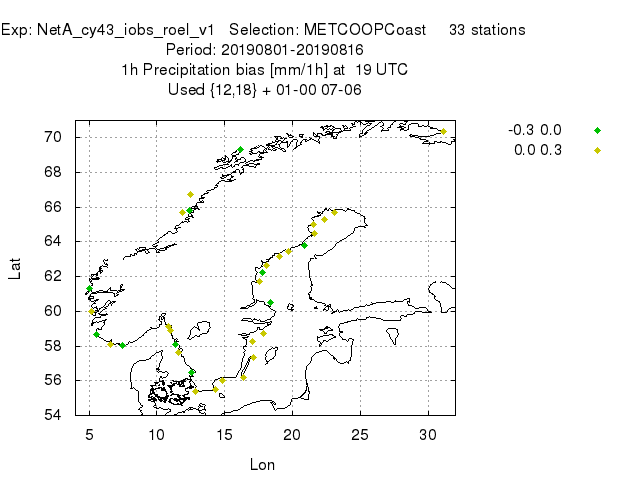 Exp: NetA_cy43_iobs_roel_v1   Selection: METCOOPCoast     33 stations
Period: 20190801-20190816
1h Precipitation bias [mm/1h] at  19 UTC
Used {12,18} + 01-00 07-06
-0.3 0.0
0.0 0.3
70
68
66
64
62
60
58
56
54
Lat
5 10 15 20 25 30
Lon